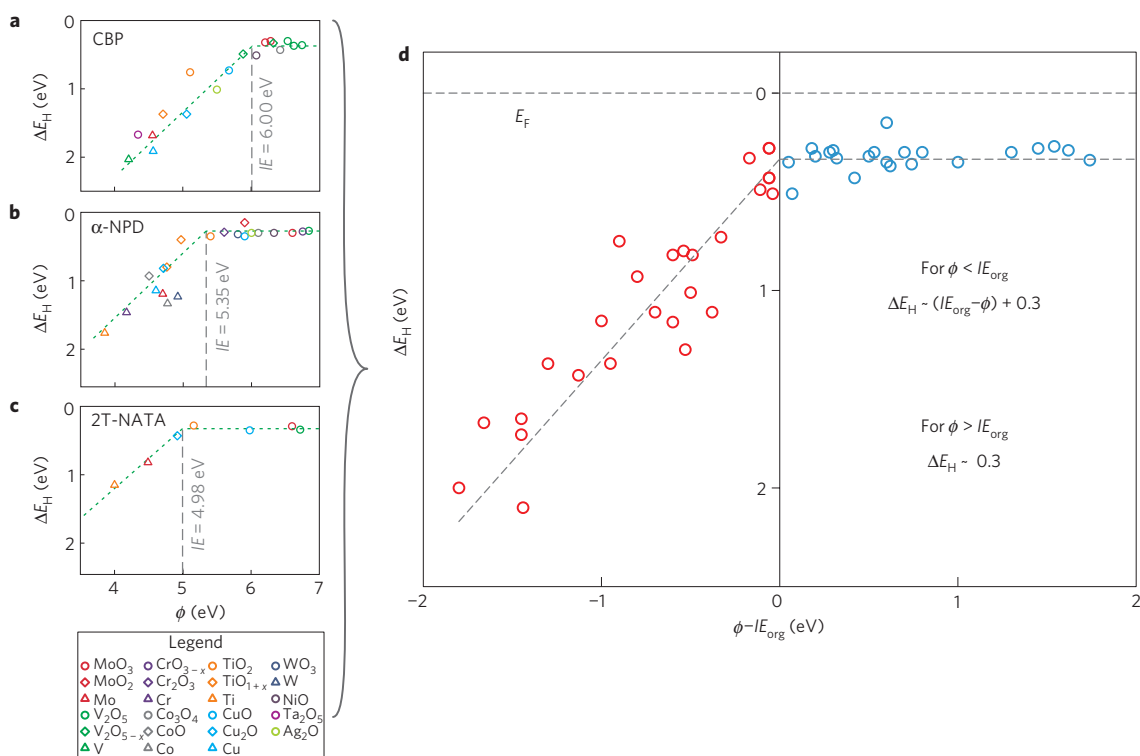 a
CBP
0
1
2
ΔE_H (eV)
IE = 6.00 eV
b
α-NPD
0
1
2
ΔE_H (eV)
IE = 5.35 eV
c
2T-NATA
0
1
2
ΔE_H (eV)
IE = 4.98 eV
4 5 6 7
ϕ (eV)
Legend
MoO₃ CrO₃₋ₓ TiO₂ WO₃
MoO₂ Cr₂O₃ TiO₁₊ₓ W
Mo Cr Ti NiO
V₂O₅ Co₃O₄ CuO Ta₂O₅
V₂O₅₋ₓ CoO Cu₂O Ag₂O
V Co Cu
d
0
E_F
ΔE_H (eV)
1
2
For ϕ < IE_org
ΔE_H ~ (IE_org–ϕ) + 0.3
For ϕ > IE_org
ΔE_H ~ 0.3
−2 −1 0 1 2
ϕ–IE_org (eV)